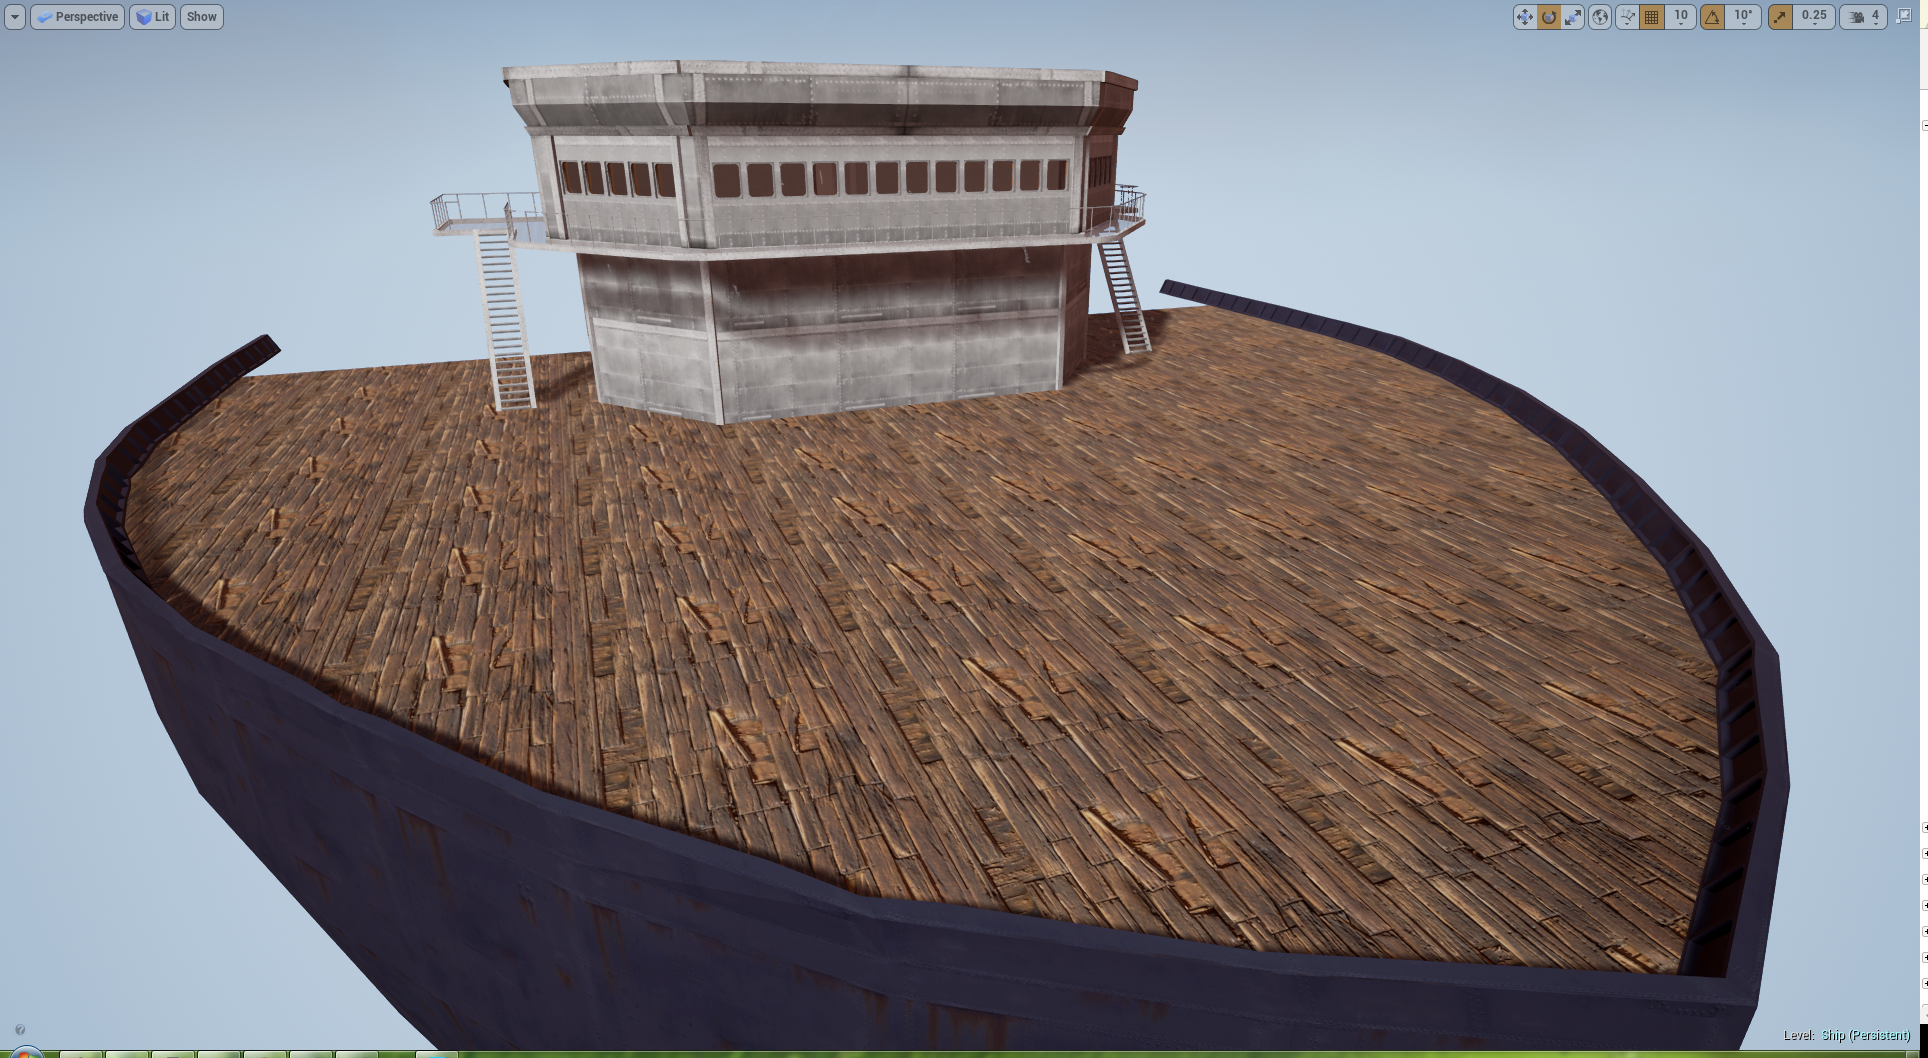 Perspective Lit Show 10 10° 0.25 4
?
Level: Ship (Persistent)